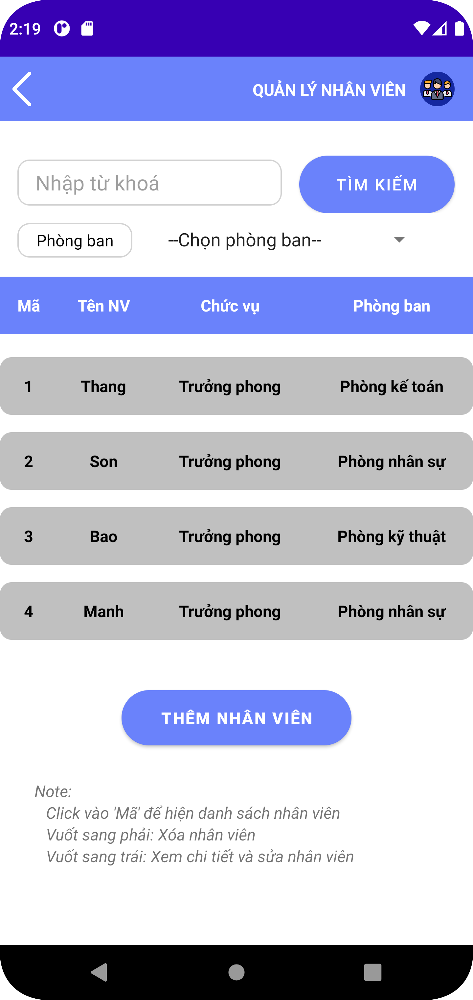 2:19
QUẢN LÝ NHÂN VIÊN
Nhập từ khoá
TÌM KIẾM
Phòng ban
--Chọn phòng ban--
Mã Tên NV Chức vụ Phòng ban
1 Thang Trưởng phong Phòng kế toán
2 Son Trưởng phong Phòng nhân sự
3 Bao Trưởng phong Phòng kỹ thuật
4 Manh Trưởng phong Phòng nhân sự
THÊM NHÂN VIÊN
Note:
Click vào 'Mã' để hiện danh sách nhân viên
Vuốt sang phải: Xóa nhân viên
Vuốt sang trái: Xem chi tiết và sửa nhân viên